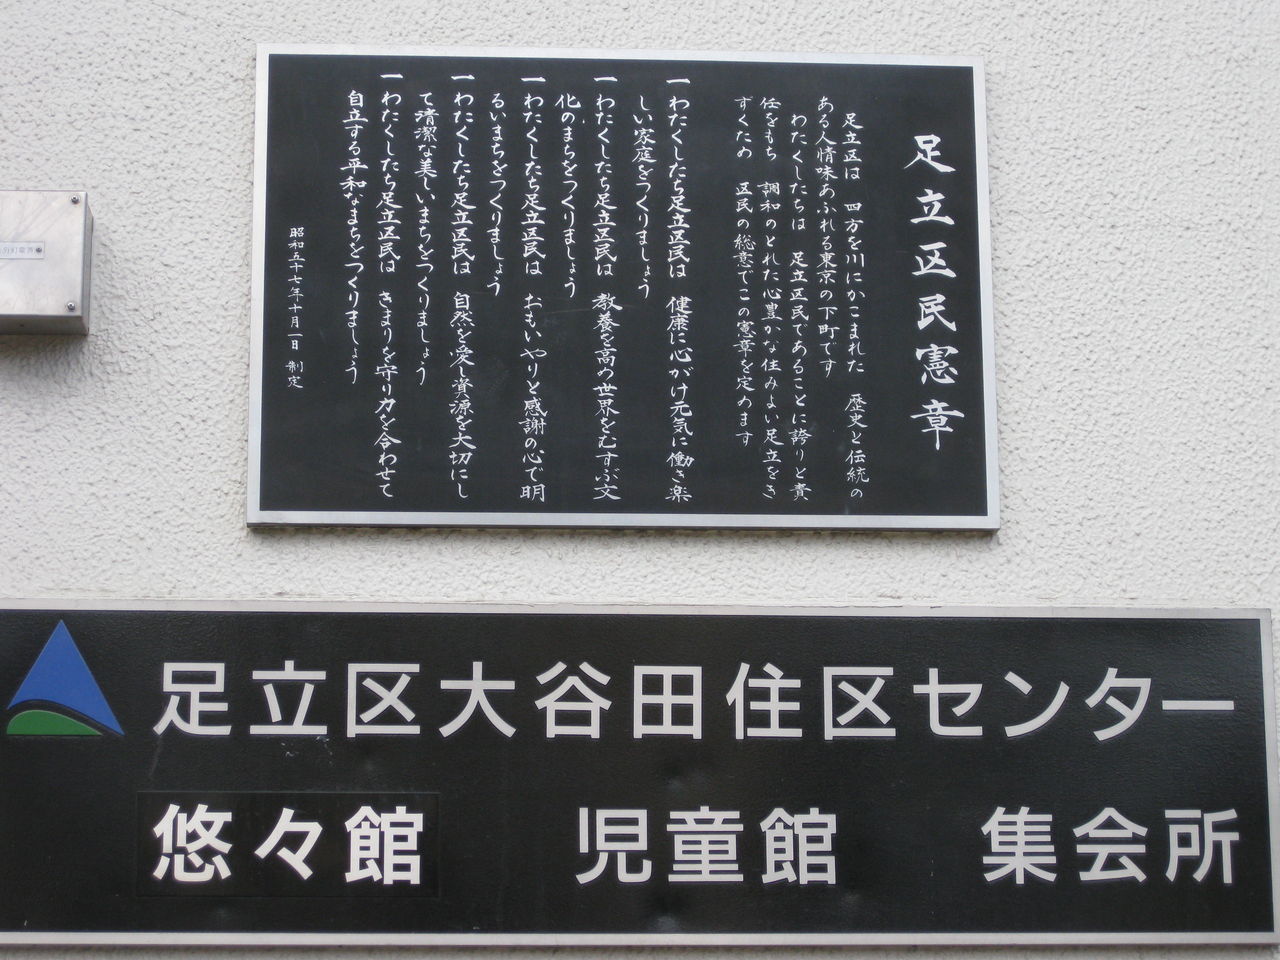 足立区民憲章
足立区は　四方を川にかこまれた　歴史と伝統の
ある人情味あふれる東京の下町です
わたくしたちは　足立区民であることに誇りと責
任をもち　調和のとれた心豊かな住みよい足立をき
ずくため　区民の総意でこの憲章を定めます
一わたくしたち足立区民は　健康に心がけ元気に働き楽
しい家庭をつくりましょう
一わたくしたち足立区民は　教養を高め世界をむすぶ文
化のまちをつくりましょう
一わたくしたち足立区民は　おもいやりと感謝の心で明
るいまちをつくりましょう
一わたくしたち足立区民は　自然を愛し資源を大切にし
て清潔な美しいまちをつくりましょう
一わたくしたち足立区民は　きまりを守り力を合わせて
自立する平和なまちをつくりましょう
昭和五十七年十月一日　制定
足立区大谷田住区センター
悠々館　児童館　集会所